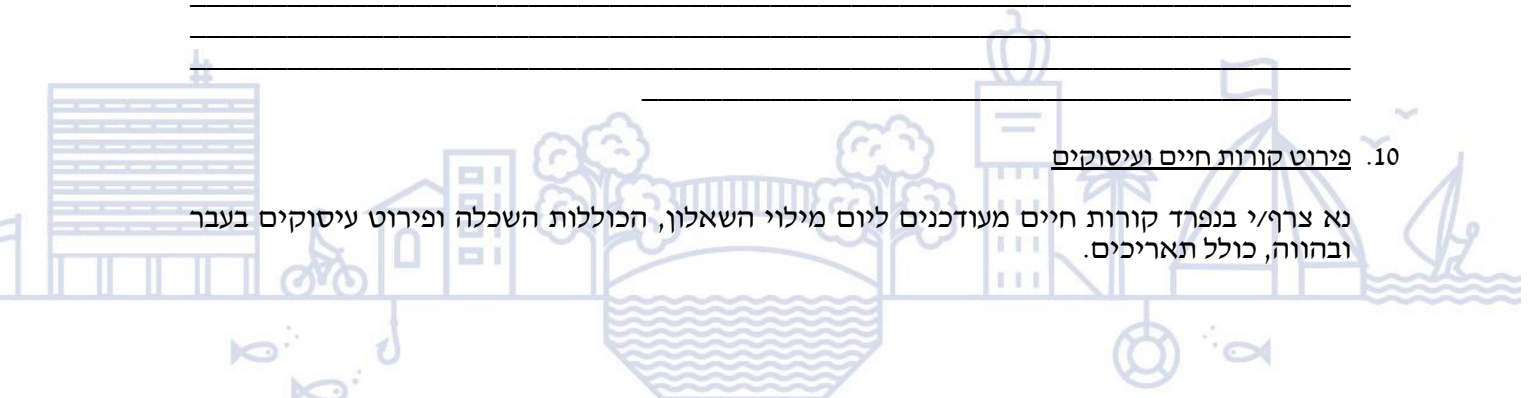 10. פירוט קורות חיים ועיסוקים
נא צרף/י בנפרד קורות חיים מעודכנים ליום מילוי השאלון, הכוללות השכלה ופירוט עיסוקים בעבר
ובהווה, כולל תאריכים.